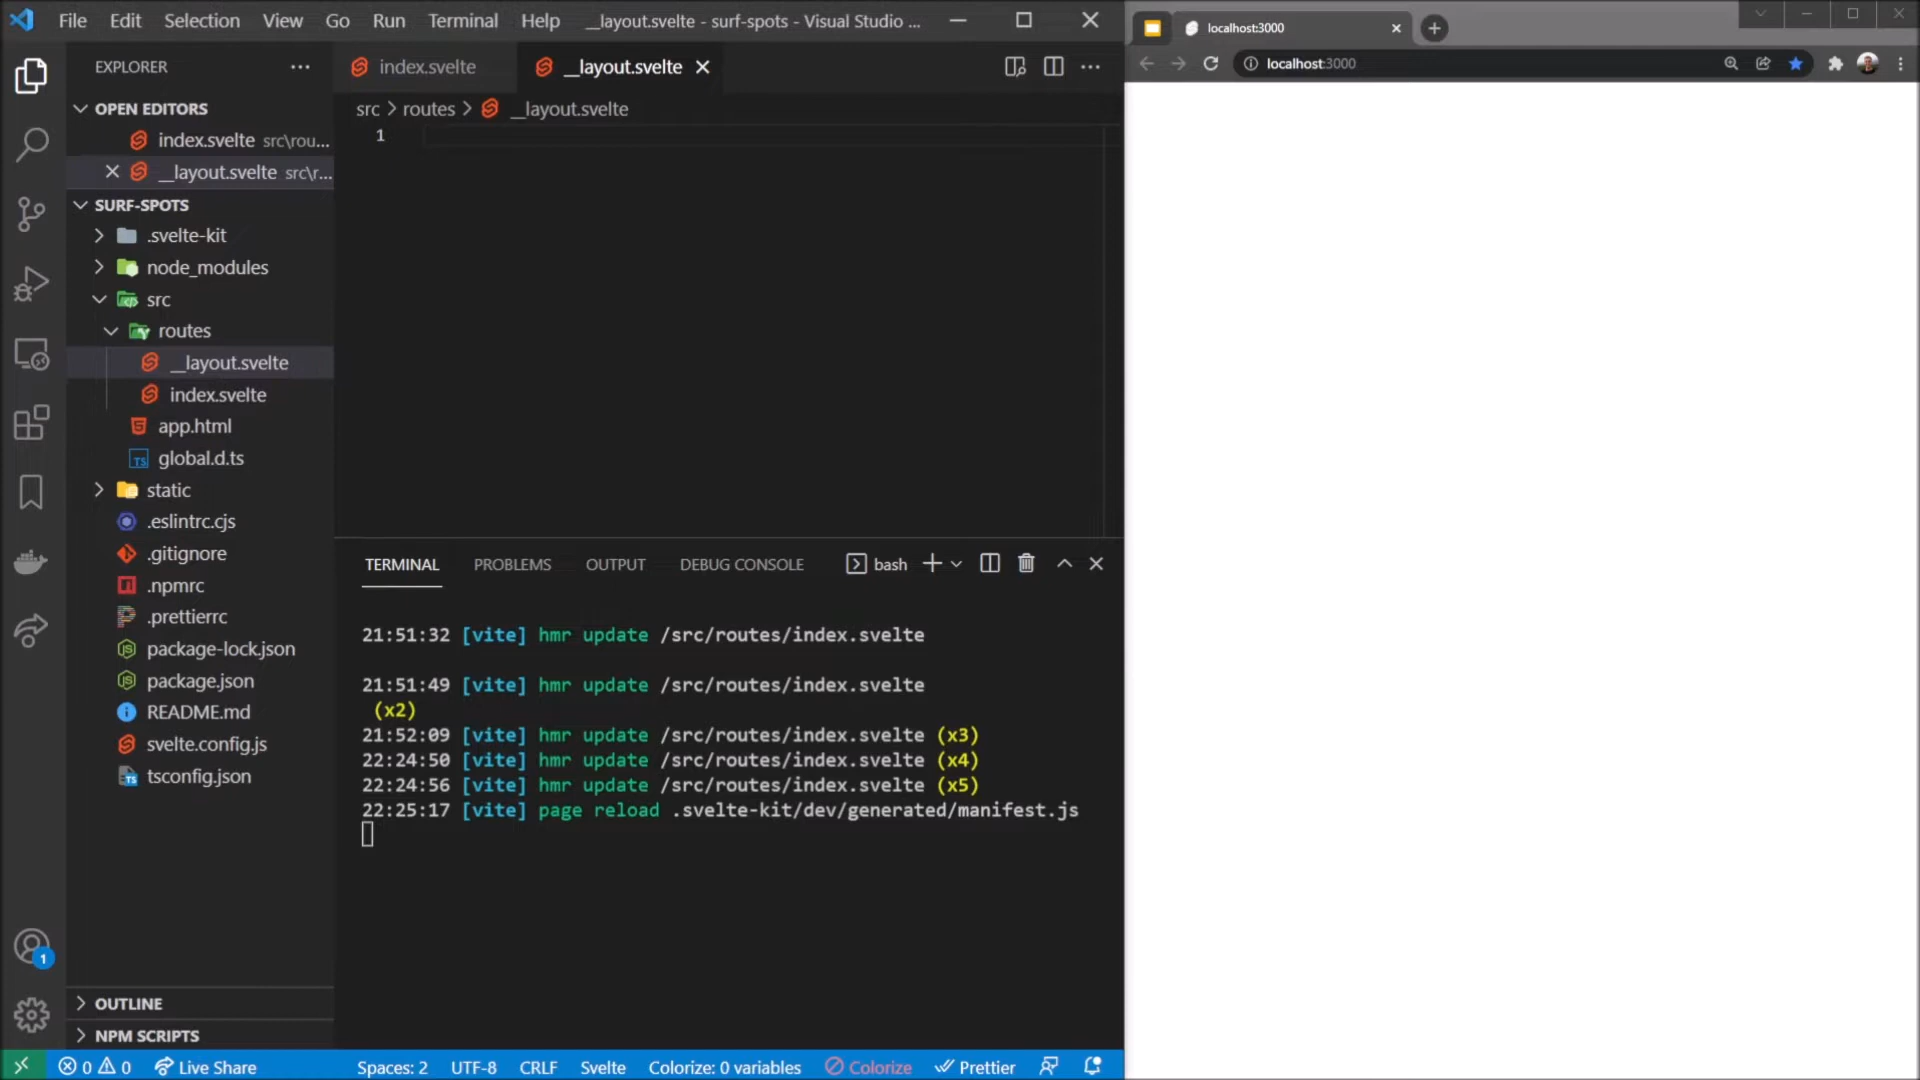 File Edit Selection View Go Run Terminal Help __layout.svelte - surf-spots - Visual Studio ...
localhost:3000
localhost:3000
EXPLORER
index.svelte
__layout.svelte
OPEN EDITORS
index.svelte src\rou...
__layout.svelte src\r...
src > routes > __layout.svelte
1
SURF-SPOTS
.svelte-kit
node_modules
src
routes
__layout.svelte
index.svelte
app.html
TS global.d.ts
static
.eslintrc.cjs
.gitignore
.npmrc
.prettierrc
package-lock.json
package.json
README.md
svelte.config.js
TS tsconfig.json
OUTLINE
NPM SCRIPTS
TERMINAL PROBLEMS OUTPUT DEBUG CONSOLE bash
21:51:32 [vite] hmr update /src/routes/index.svelte
21:51:49 [vite] hmr update /src/routes/index.svelte
(x2)
21:52:09 [vite] hmr update /src/routes/index.svelte (x3)
22:24:50 [vite] hmr update /src/routes/index.svelte (x4)
22:24:56 [vite] hmr update /src/routes/index.svelte (x5)
22:25:17 [vite] page reload .svelte-kit/dev/generated/manifest.js
1
0 0 Live Share Spaces: 2 UTF-8 CRLF Svelte Colorize: 0 variables Colorize Prettier